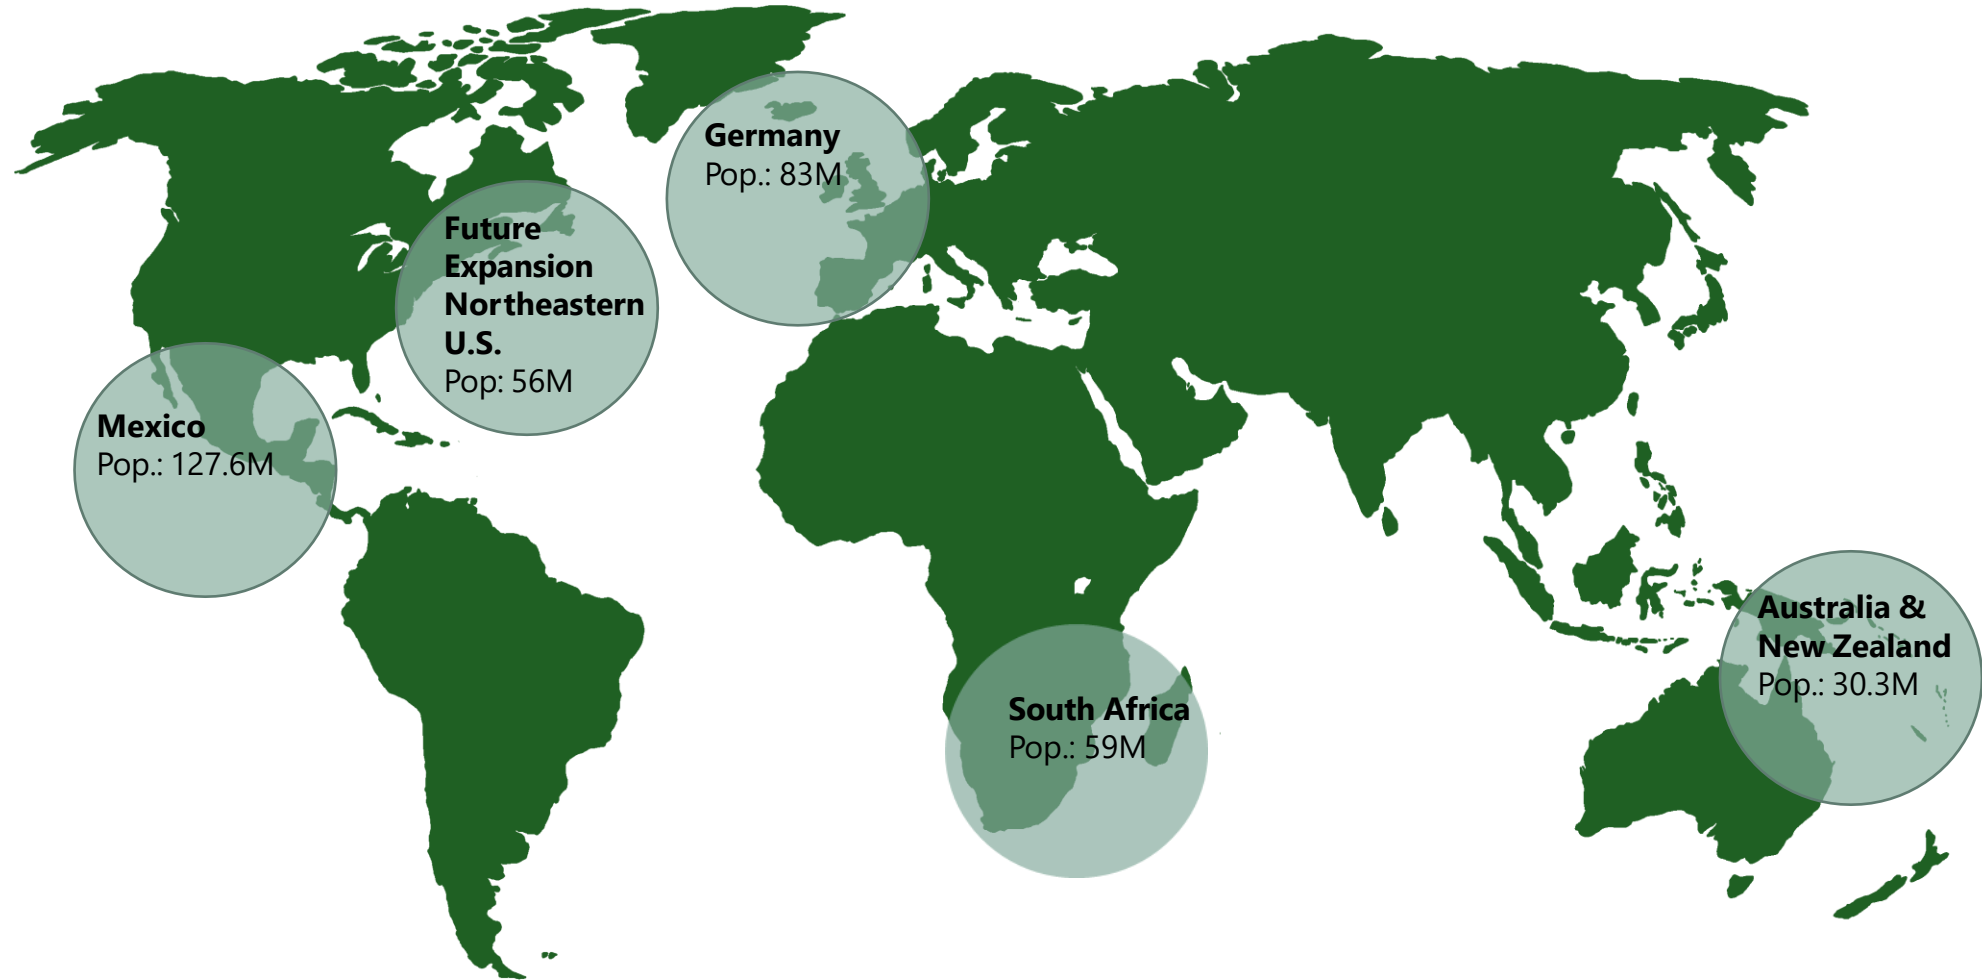 Germany
Pop.: 83M
Future
Expansion
Northeastern
U.S.
Pop: 56M
Mexico
Pop.: 127.6M
Australia &
New Zealand
Pop.: 30.3M
South Africa
Pop.: 59M